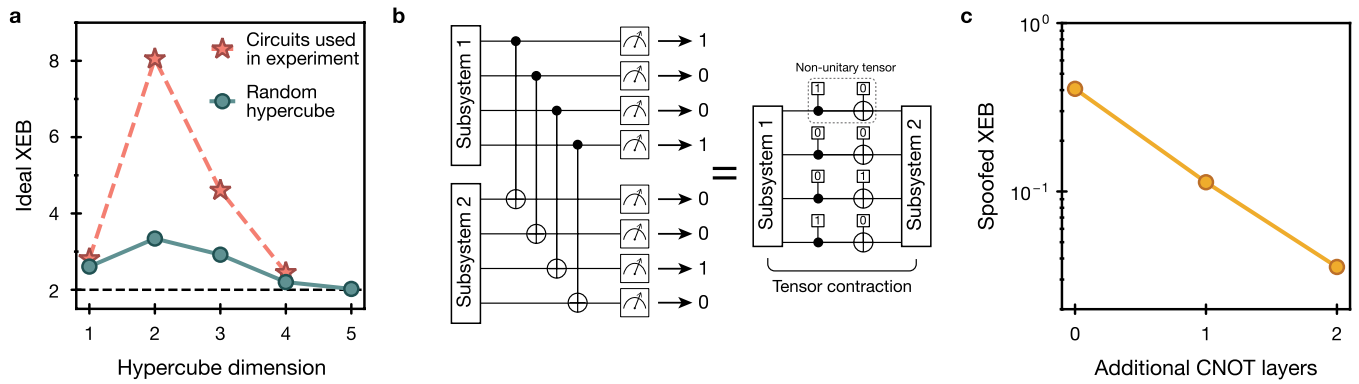 a
Ideal XEB
8
6
4
2
1
2
3
4
5
Hypercube dimension
Circuits used
in experiment
Random
hypercube
b
Subsystem 1
Subsystem 2
1
0
0
1
0
0
1
0
=
Non-unitary tensor
Subsystem 1
1
0
0
0
0
1
1
0
Subsystem 2
Tensor contraction
c
Spoofed XEB
10⁰
10⁻¹
0
1
2
Additional CNOT layers